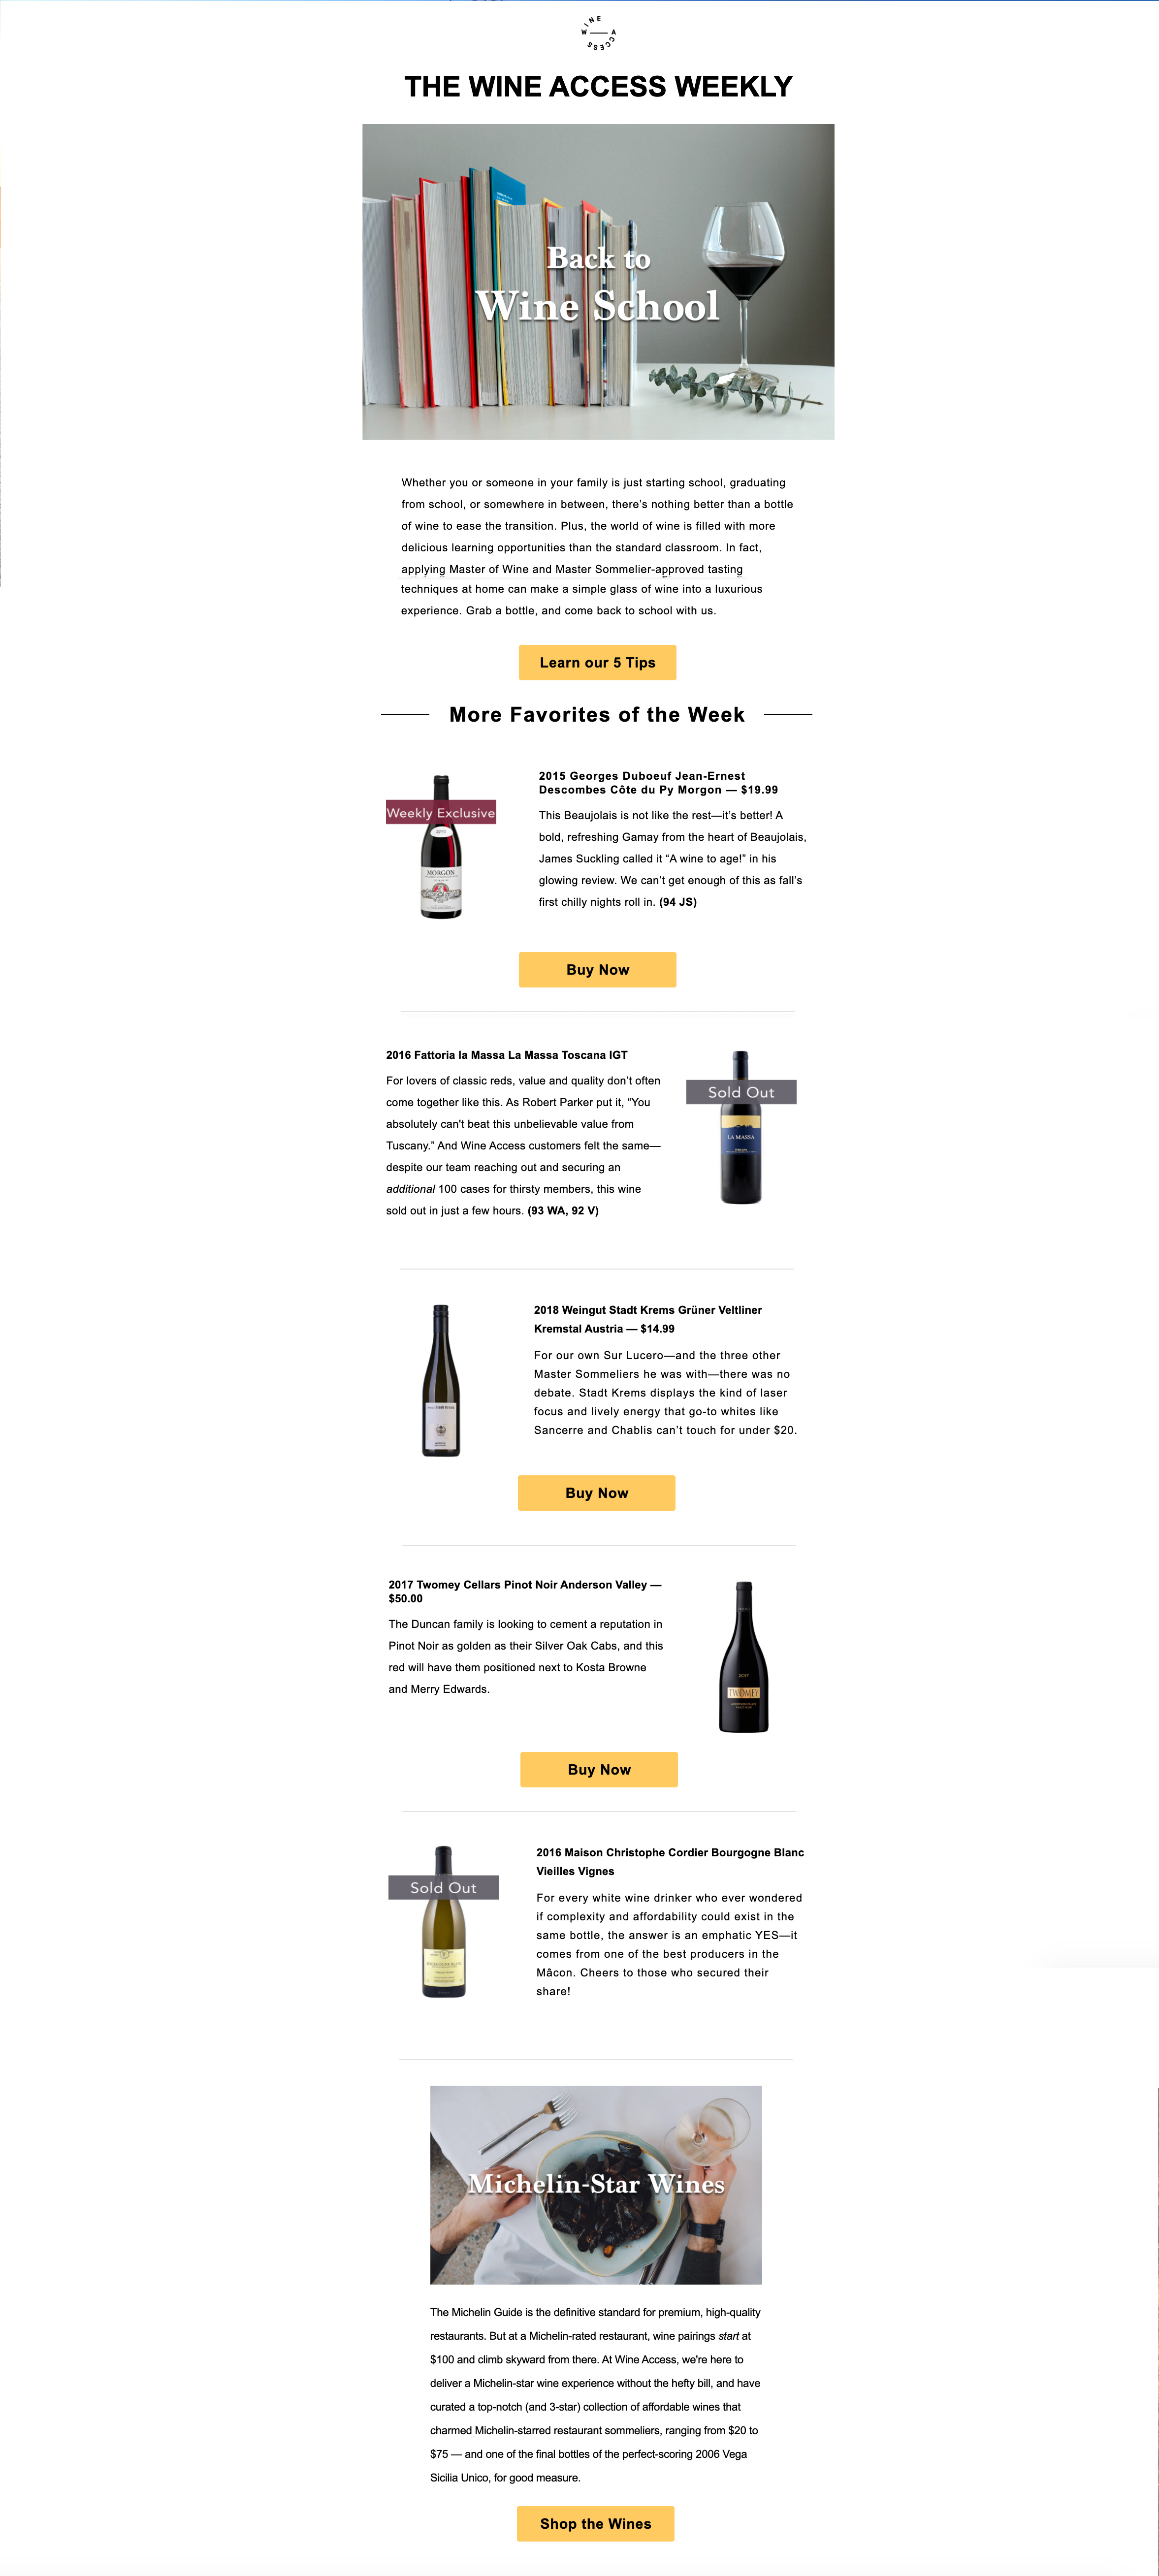 WINE ACCESS
THE WINE ACCESS WEEKLY
Back to
Wine School
Whether you or someone in your family is just starting school, graduating
from school, or somewhere in between, there's nothing better than a bottle
of wine to ease the transition. Plus, the world of wine is filled with more
delicious learning opportunities than the standard classroom. In fact,
applying Master of Wine and Master Sommelier-approved tasting
techniques at home can make a simple glass of wine into a luxurious
experience. Grab a bottle, and come back to school with us.
Learn our 5 Tips
More Favorites of the Week
Weekly Exclusive
MORGON
2015 Georges Duboeuf Jean-Ernest
Descombes Côte du Py Morgon — $19.99
This Beaujolais is not like the rest—it's better! A
bold, refreshing Gamay from the heart of Beaujolais,
James Suckling called it “A wine to age!” in his
glowing review. We can't get enough of this as fall's
first chilly nights roll in. (94 JS)
Buy Now
2016 Fattoria la Massa La Massa Toscana IGT
For lovers of classic reds, value and quality don't often
come together like this. As Robert Parker put it, “You
absolutely can't beat this unbelievable value from
Tuscany.” And Wine Access customers felt the same—
despite our team reaching out and securing an
additional 100 cases for thirsty members, this wine
sold out in just a few hours. (93 WA, 92 V)
Sold Out
LA MASSA
2018 Weingut Stadt Krems Grüner Veltliner
Kremstal Austria — $14.99
For our own Sur Lucero—and the three other
Master Sommeliers he was with—there was no
debate. Stadt Krems displays the kind of laser
focus and lively energy that go-to whites like
Sancerre and Chablis can't touch for under $20.
Buy Now
2017 Twomey Cellars Pinot Noir Anderson Valley —
$50.00
The Duncan family is looking to cement a reputation in
Pinot Noir as golden as their Silver Oak Cabs, and this
red will have them positioned next to Kosta Browne
and Merry Edwards.
2017
TWOMEY
Buy Now
Sold Out
2016 Maison Christophe Cordier Bourgogne Blanc
Vieilles Vignes
For every white wine drinker who ever wondered
if complexity and affordability could exist in the
same bottle, the answer is an emphatic YES—it
comes from one of the best producers in the
Mâcon. Cheers to those who secured their
share!
Michelin-Star Wines
The Michelin Guide is the definitive standard for premium, high-quality
restaurants. But at a Michelin-rated restaurant, wine pairings start at
$100 and climb skyward from there. At Wine Access, we're here to
deliver a Michelin-star wine experience without the hefty bill, and have
curated a top-notch (and 3-star) collection of affordable wines that
charmed Michelin-starred restaurant sommeliers, ranging from $20 to
$75 — and one of the final bottles of the perfect-scoring 2006 Vega
Sicilia Unico, for good measure.
Shop the Wines